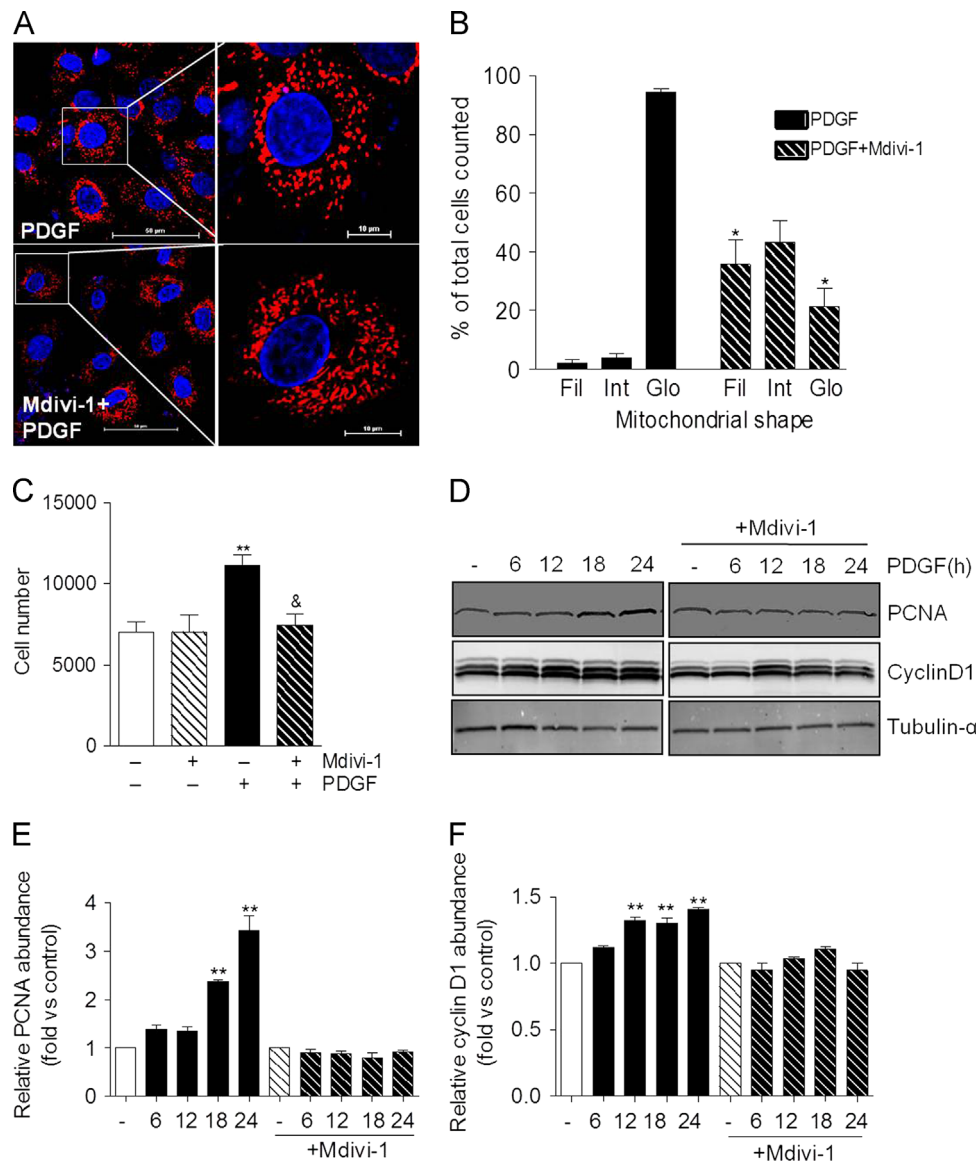 A
PDGF
50 µm
10 µm
Mdivi-1+
PDGF
10 µm
B
% of total cells counted
100
80
60
40
20
0
PDGF
PDGF+Mdivi-1
*
*
Fil Int Glo Fil Int Glo
Mitochondrial shape
C
Cell number
15000
10000
5000
0
**
&
– + – + Mdivi-1
– – + + PDGF
D
+Mdivi-1
- 6 12 18 24 - 6 12 18 24 PDGF(h)
PCNA
CyclinD1
Tubulin-α
E
Relative PCNA abundance
(fold vs control)
4
3
2
1
0
**
**
- 6 12 18 24 - 6 12 18 24
+Mdivi-1
F
Relative cyclin D1 abundance
(fold vs control)
1.5
1.0
0.5
0.0
** ** **
- 6 12 18 24 - 6 12 18 24
+Mdivi-1